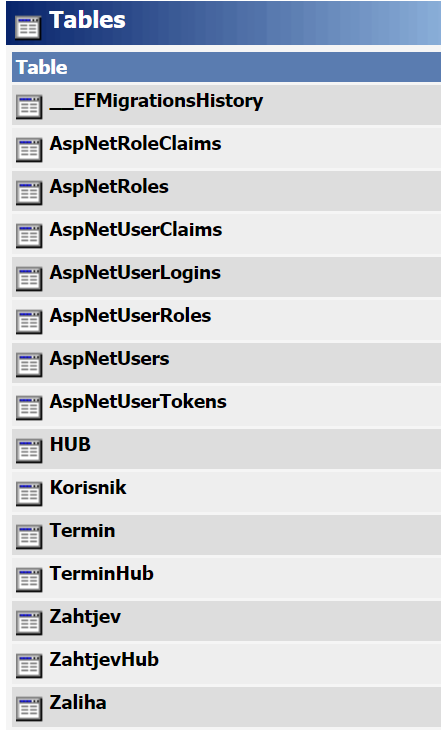 Tables
Table
__EFMigrationsHistory
AspNetRoleClaims
AspNetRoles
AspNetUserClaims
AspNetUserLogins
AspNetUserRoles
AspNetUsers
AspNetUserTokens
HUB
Korisnik
Termin
TerminHub
Zahtjev
ZahtjevHub
Zaliha